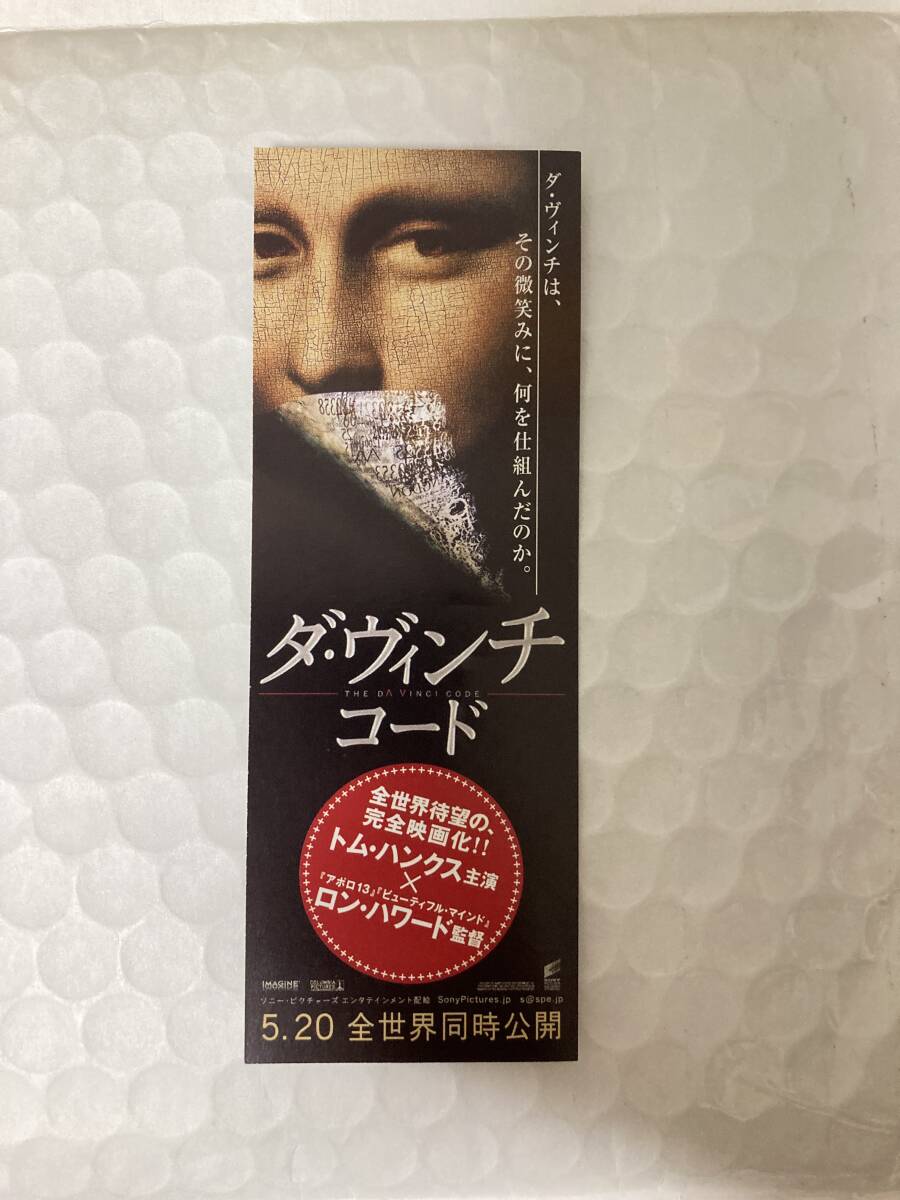 ダ・ヴィンチは、
その微笑みに、何を仕組んだのか。
ダ・ヴィンチ
THE DA VINCI CODE
コード
全世界待望の、
完全映画化!!
トム・ハンクス主演
×
『アポロ13』『ビューティフル・マインド』
ロン・ハワード監督
IMAGINE
ソニー・ピクチャーズ エンタテインメント配給 SonyPictures.jp s@spe.jp
5.20 全世界同時公開